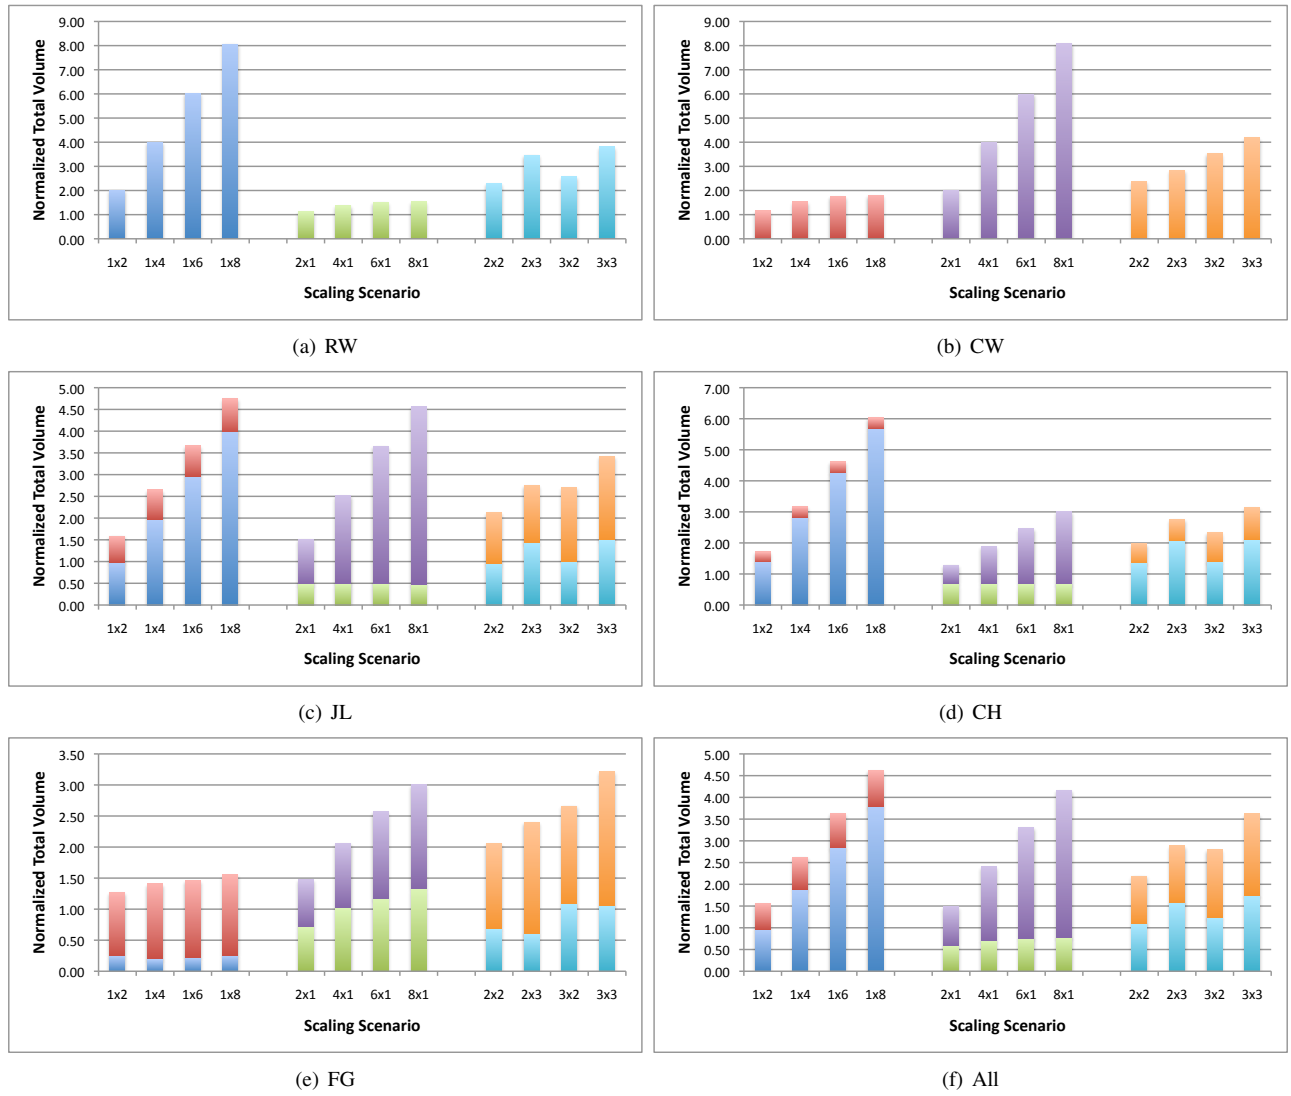 9.00
8.00
7.00
6.00
5.00
4.00
3.00
2.00
1.00
0.00
Normalized Total Volume
1x2 1x4 1x6 1x8 2x1 4x1 6x1 8x1 2x2 2x3 3x2 3x3
Scaling Scenario
(a) RW
9.00
8.00
7.00
6.00
5.00
4.00
3.00
2.00
1.00
0.00
Normalized Total Volume
1x2 1x4 1x6 1x8 2x1 4x1 6x1 8x1 2x2 2x3 3x2 3x3
Scaling Scenario
(b) CW
5.00
4.50
4.00
3.50
3.00
2.50
2.00
1.50
1.00
0.50
0.00
Normalized Total Volume
1x2 1x4 1x6 1x8 2x1 4x1 6x1 8x1 2x2 2x3 3x2 3x3
Scaling Scenario
(c) JL
7.00
6.00
5.00
4.00
3.00
2.00
1.00
0.00
Normalized Total Volume
1x2 1x4 1x6 1x8 2x1 4x1 6x1 8x1 2x2 2x3 3x2 3x3
Scaling Scenario
(d) CH
3.50
3.00
2.50
2.00
1.50
1.00
0.50
0.00
Normalized Total Volume
1x2 1x4 1x6 1x8 2x1 4x1 6x1 8x1 2x2 2x3 3x2 3x3
Scaling Scenario
(e) FG
5.00
4.50
4.00
3.50
3.00
2.50
2.00
1.50
1.00
0.50
0.00
Normalized Total Volume
1x2 1x4 1x6 1x8 2x1 4x1 6x1 8x1 2x2 2x3 3x2 3x3
Scaling Scenario
(f) All